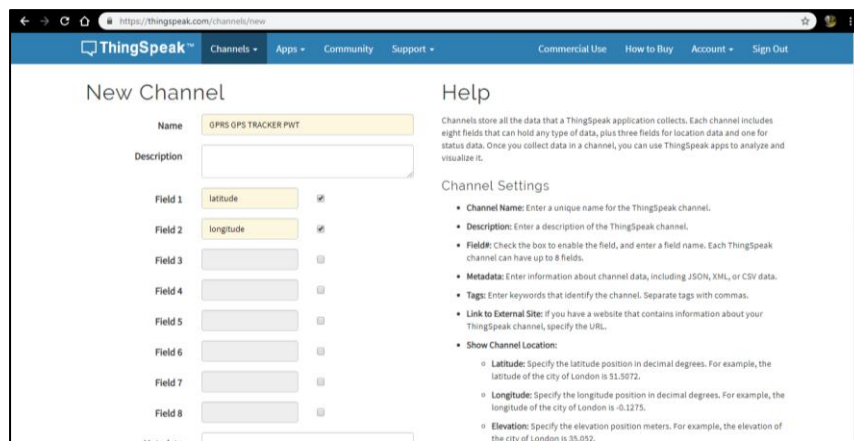 https://thingspeak.com/channels/new
ThingSpeak™ Channels Apps Community Support Commercial Use How to Buy Account Sign Out
New Channel
Name GPRS GPS TRACKER PWT
Description
Field 1 latitude
Field 2 longitude
Field 3
Field 4
Field 5
Field 6
Field 7
Field 8
Help
Channels store all the data that a ThingSpeak application collects. Each channel includes
eight fields that can hold any type of data, plus three fields for location data and one for
status data. Once you collect data in a channel, you can use ThingSpeak apps to analyze and
visualize it.
Channel Settings
• Channel Name: Enter a unique name for the ThingSpeak channel.
• Description: Enter a description of the ThingSpeak channel.
• Field#: Check the box to enable the field, and enter a field name. Each ThingSpeak
channel can have up to 8 fields.
• Metadata: Enter information about channel data, including JSON, XML, or CSV data.
• Tags: Enter keywords that identify the channel. Separate tags with commas.
• Link to External Site: If you have a website that contains information about your
ThingSpeak channel, specify the URL.
• Show Channel Location:
Latitude: Specify the latitude position in decimal degrees. For example, the
latitude of the city of London is 51.5072.
Longitude: Specify the longitude position in decimal degrees. For example, the
longitude of the city of London is -0.1275.
Elevation: Specify the elevation position meters. For example, the elevation of
the city of London is 35.052.